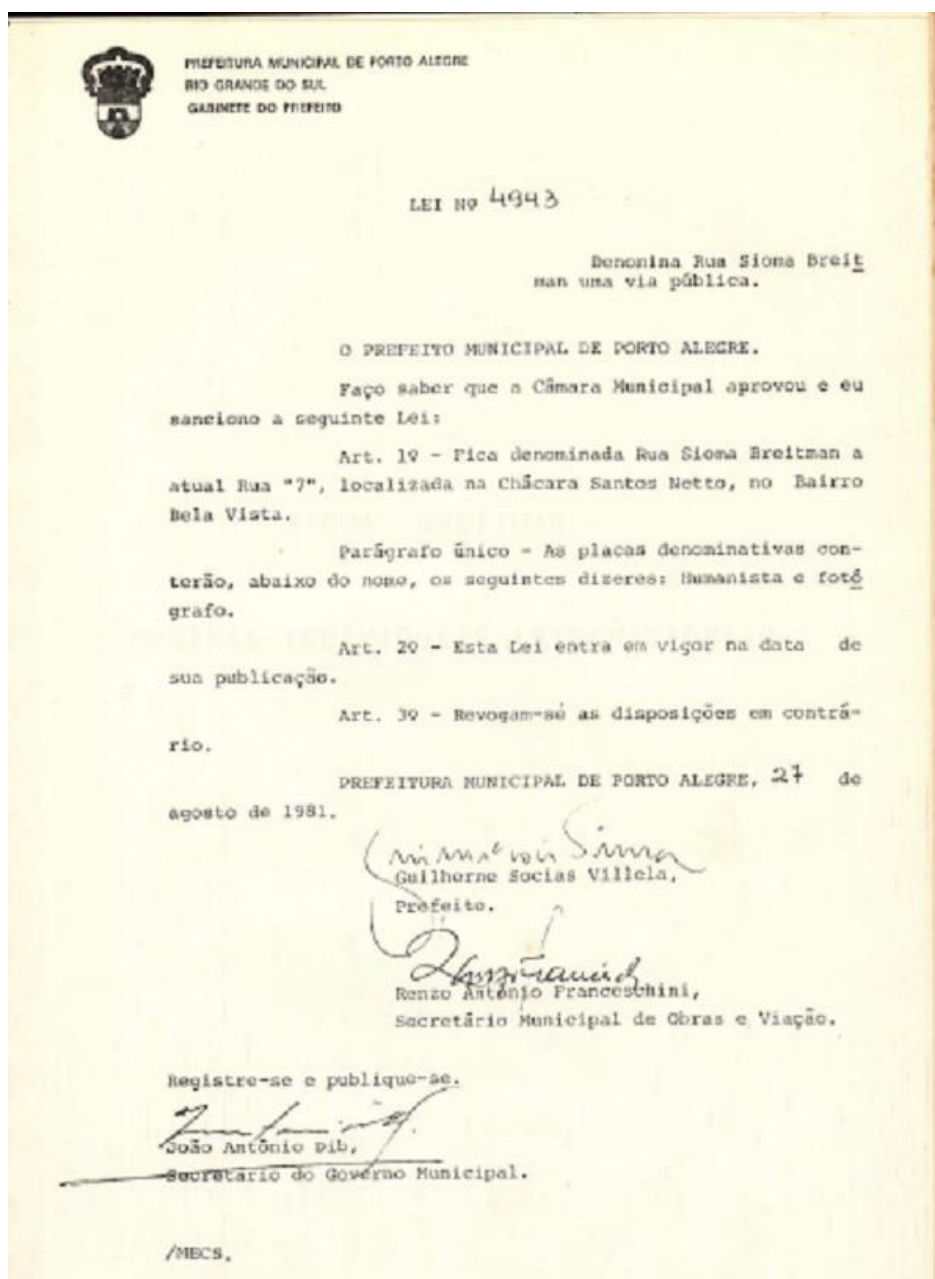 PREFEITURA MUNICIPAL DE PORTO ALEGRE
RIO GRANDE DO SUL
GABINETE DO PREFEITO
LEI Nº 4943
Denomina Rua Sioma Breit
man uma via pública.
O PREFEITO MUNICIPAL DE PORTO ALEGRE.
Faço saber que a Câmara Municipal aprovou e eu
sanciono a seguinte Lei:
Art. 1º - Fica denominada Rua Sioma Breitman a
atual Rua "7", localizada na Chácara Santos Netto, no Bairro
Bela Vista.
Parágrafo único - As placas denominativas con-
terão, abaixo do nome, os seguintes dizeres: Humanista e fotó
grafo.
Art. 2º - Esta Lei entra em vigor na data de
sua publicação.
Art. 3º - Revogam-se as disposições em contrá-
rio.
PREFEITURA MUNICIPAL DE PORTO ALEGRE, 27 de
agosto de 1981.
Guilherme Socias Villela,
Prefeito.
Renzo Antônio Franceschini,
Secretário Municipal de Obras e Viação.
Registre-se e publique-se.
João Antônio Dib,
Secretário do Governo Municipal.
/MECS.